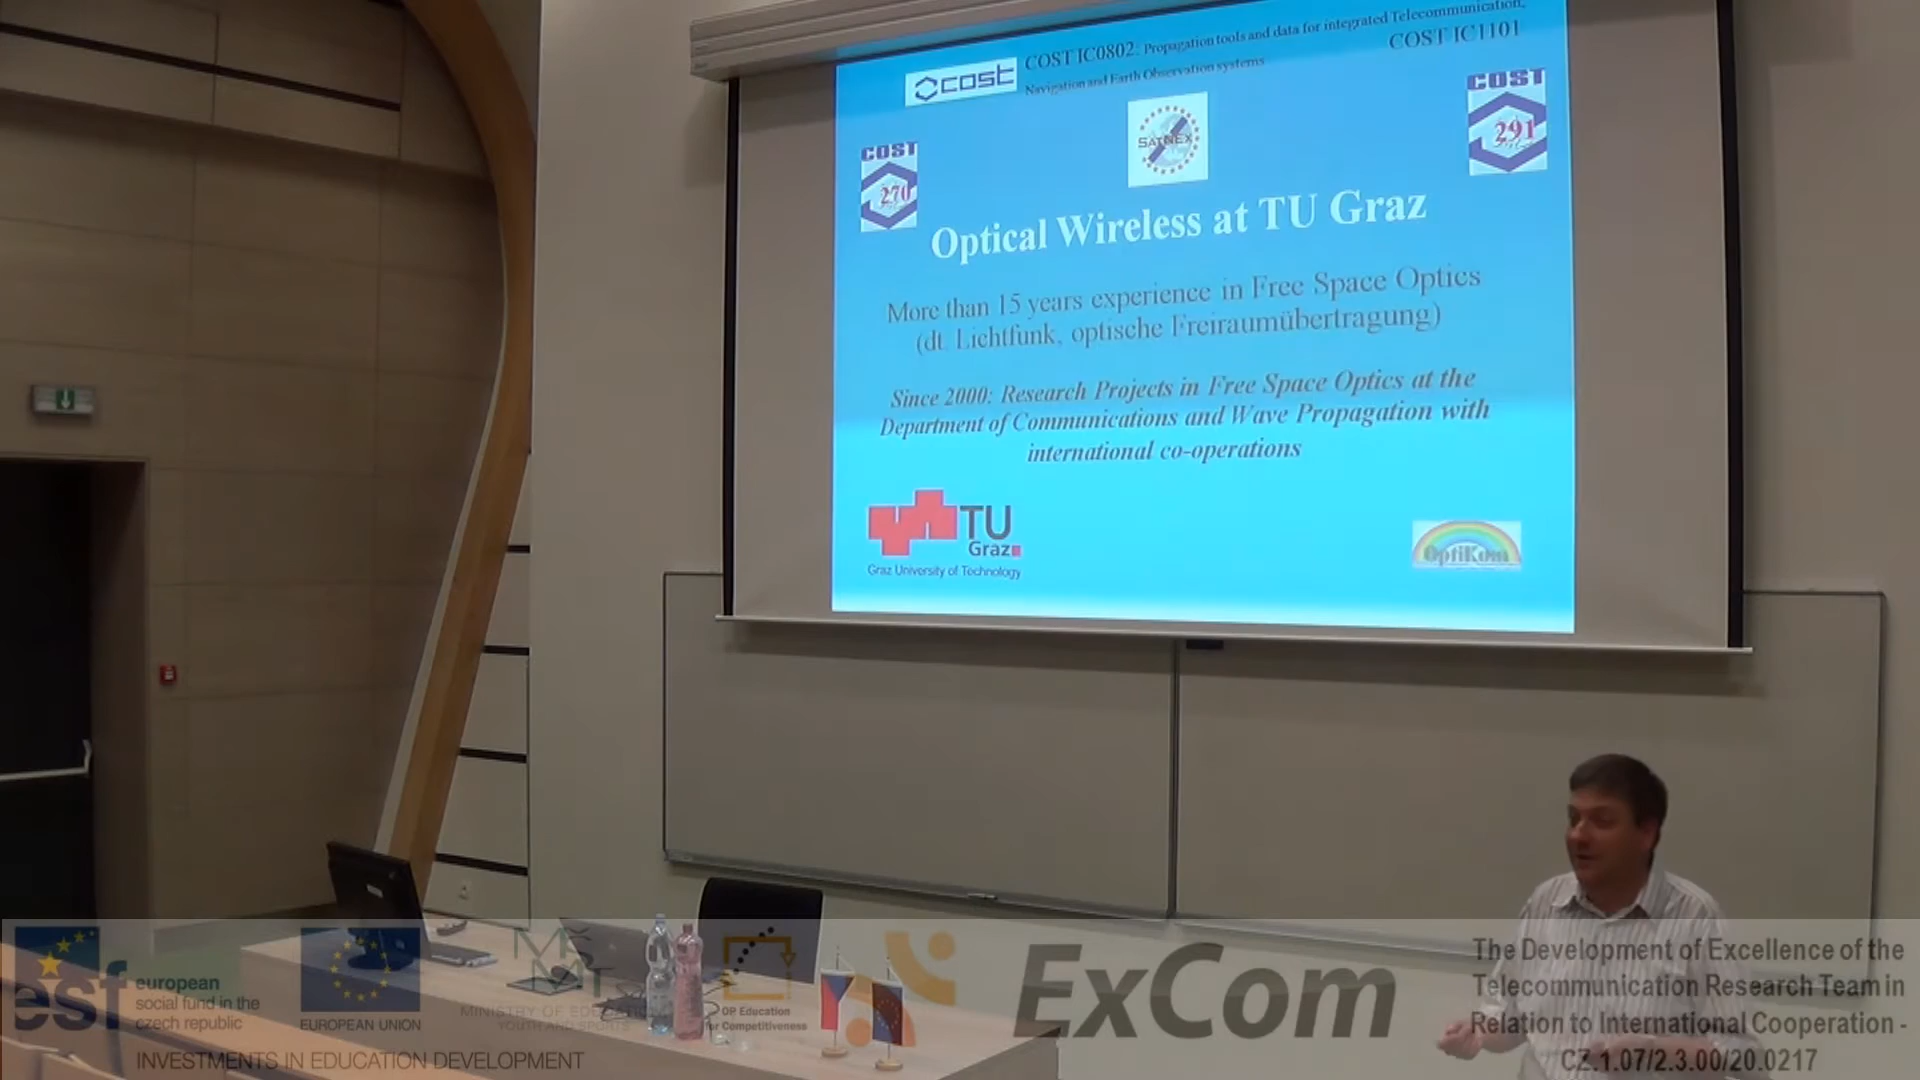 COST IC0802: Propagation tools and data for integrated Telecommunication,
Navigation and Earth Observation systems
COST IC1101
cost
COST
291
SATNEX
COST
270
Optical Wireless at TU Graz
More than 15 years experience in Free Space Optics
(dt. Lichtfunk, optische Freiraumübertragung)
Since 2000: Research Projects in Free Space Optics at the
Department of Communications and Wave Propagation with
international co-operations
TU
Graz
Graz University of Technology
OptiKom
esf
european
social fund in the
czech republic
EUROPEAN UNION
MINISTRY OF EDUCATION
YOUTH AND SPORTS
OP Education
for Competitiveness
INVESTMENTS IN EDUCATION DEVELOPMENT
ExCom
The Development of Excellence of the
Telecommunication Research Team in
Relation to International Cooperation -
CZ.1.07/2.3.00/20.0217